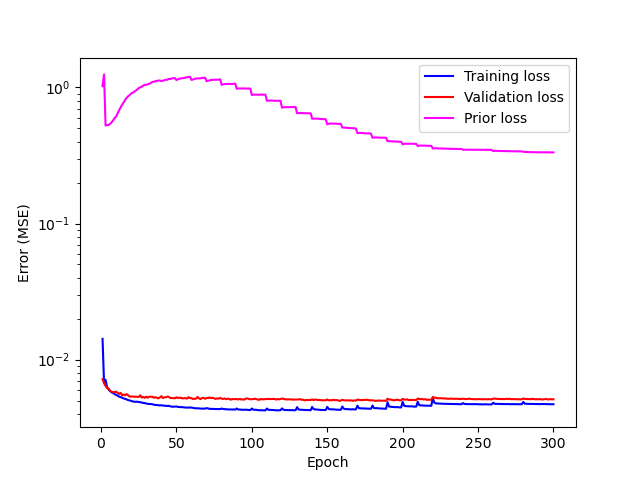 Training loss
Validation loss
Prior loss
10⁰
10⁻¹
10⁻²
Error (MSE)
0 50 100 150 200 250 300
Epoch